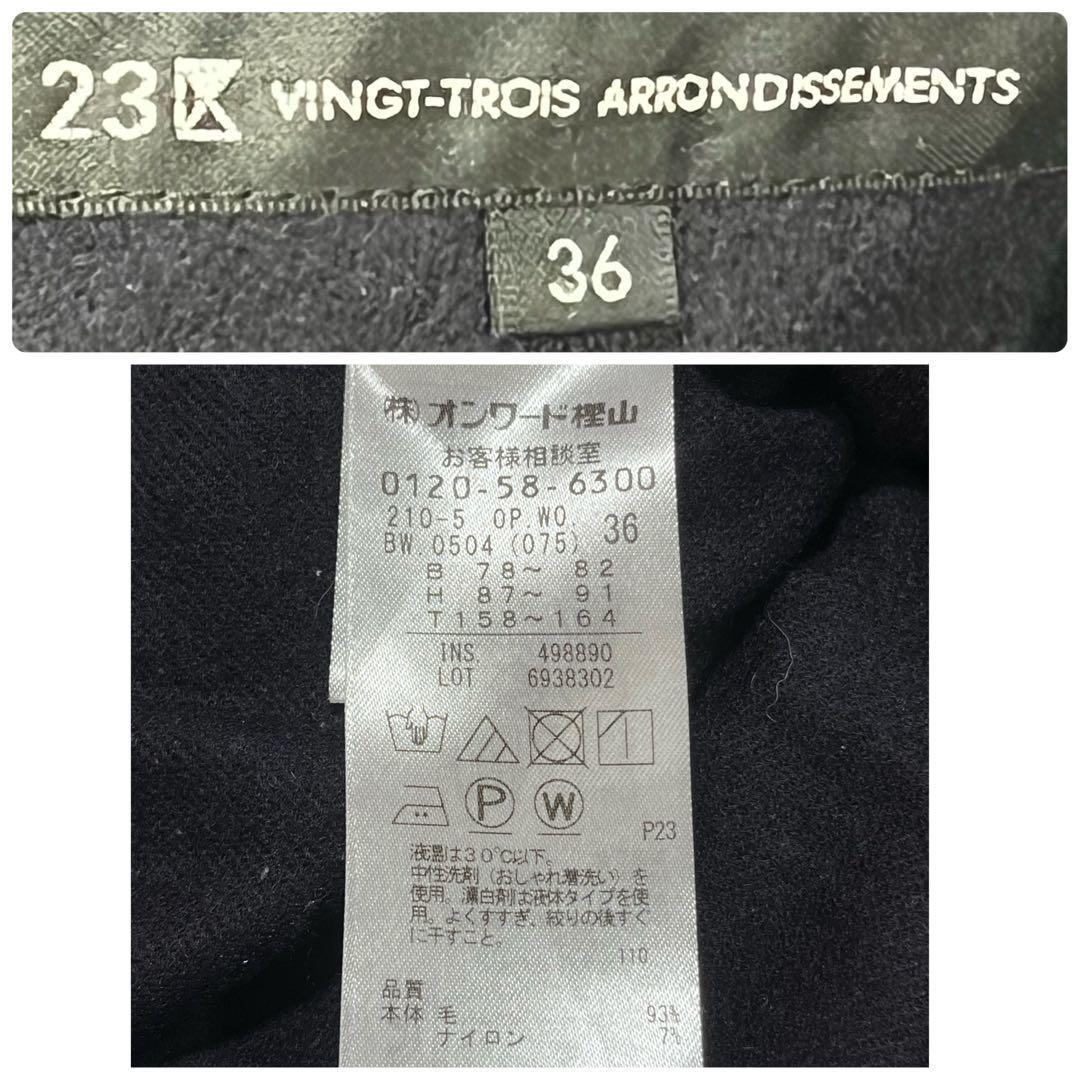 23区 VINGT-TROIS ARRONDISSEMENTS
36
(株)オンワード樫山
お客様相談室
0120-58-6300
210-5 OP.WO. 36
BW 0504 (075)
B 78～ 82
H 87～ 91
T 158～164
INS. 498890
LOT 6938302
P W
P23
液温は30℃以下。
中性洗剤(おしゃれ着洗い)を
使用。漂白剤は液体タイプを使
用。よくすすぎ、絞りの後すぐ
に干すこと。
110
品質
本体 毛 93%
ナイロン 7%